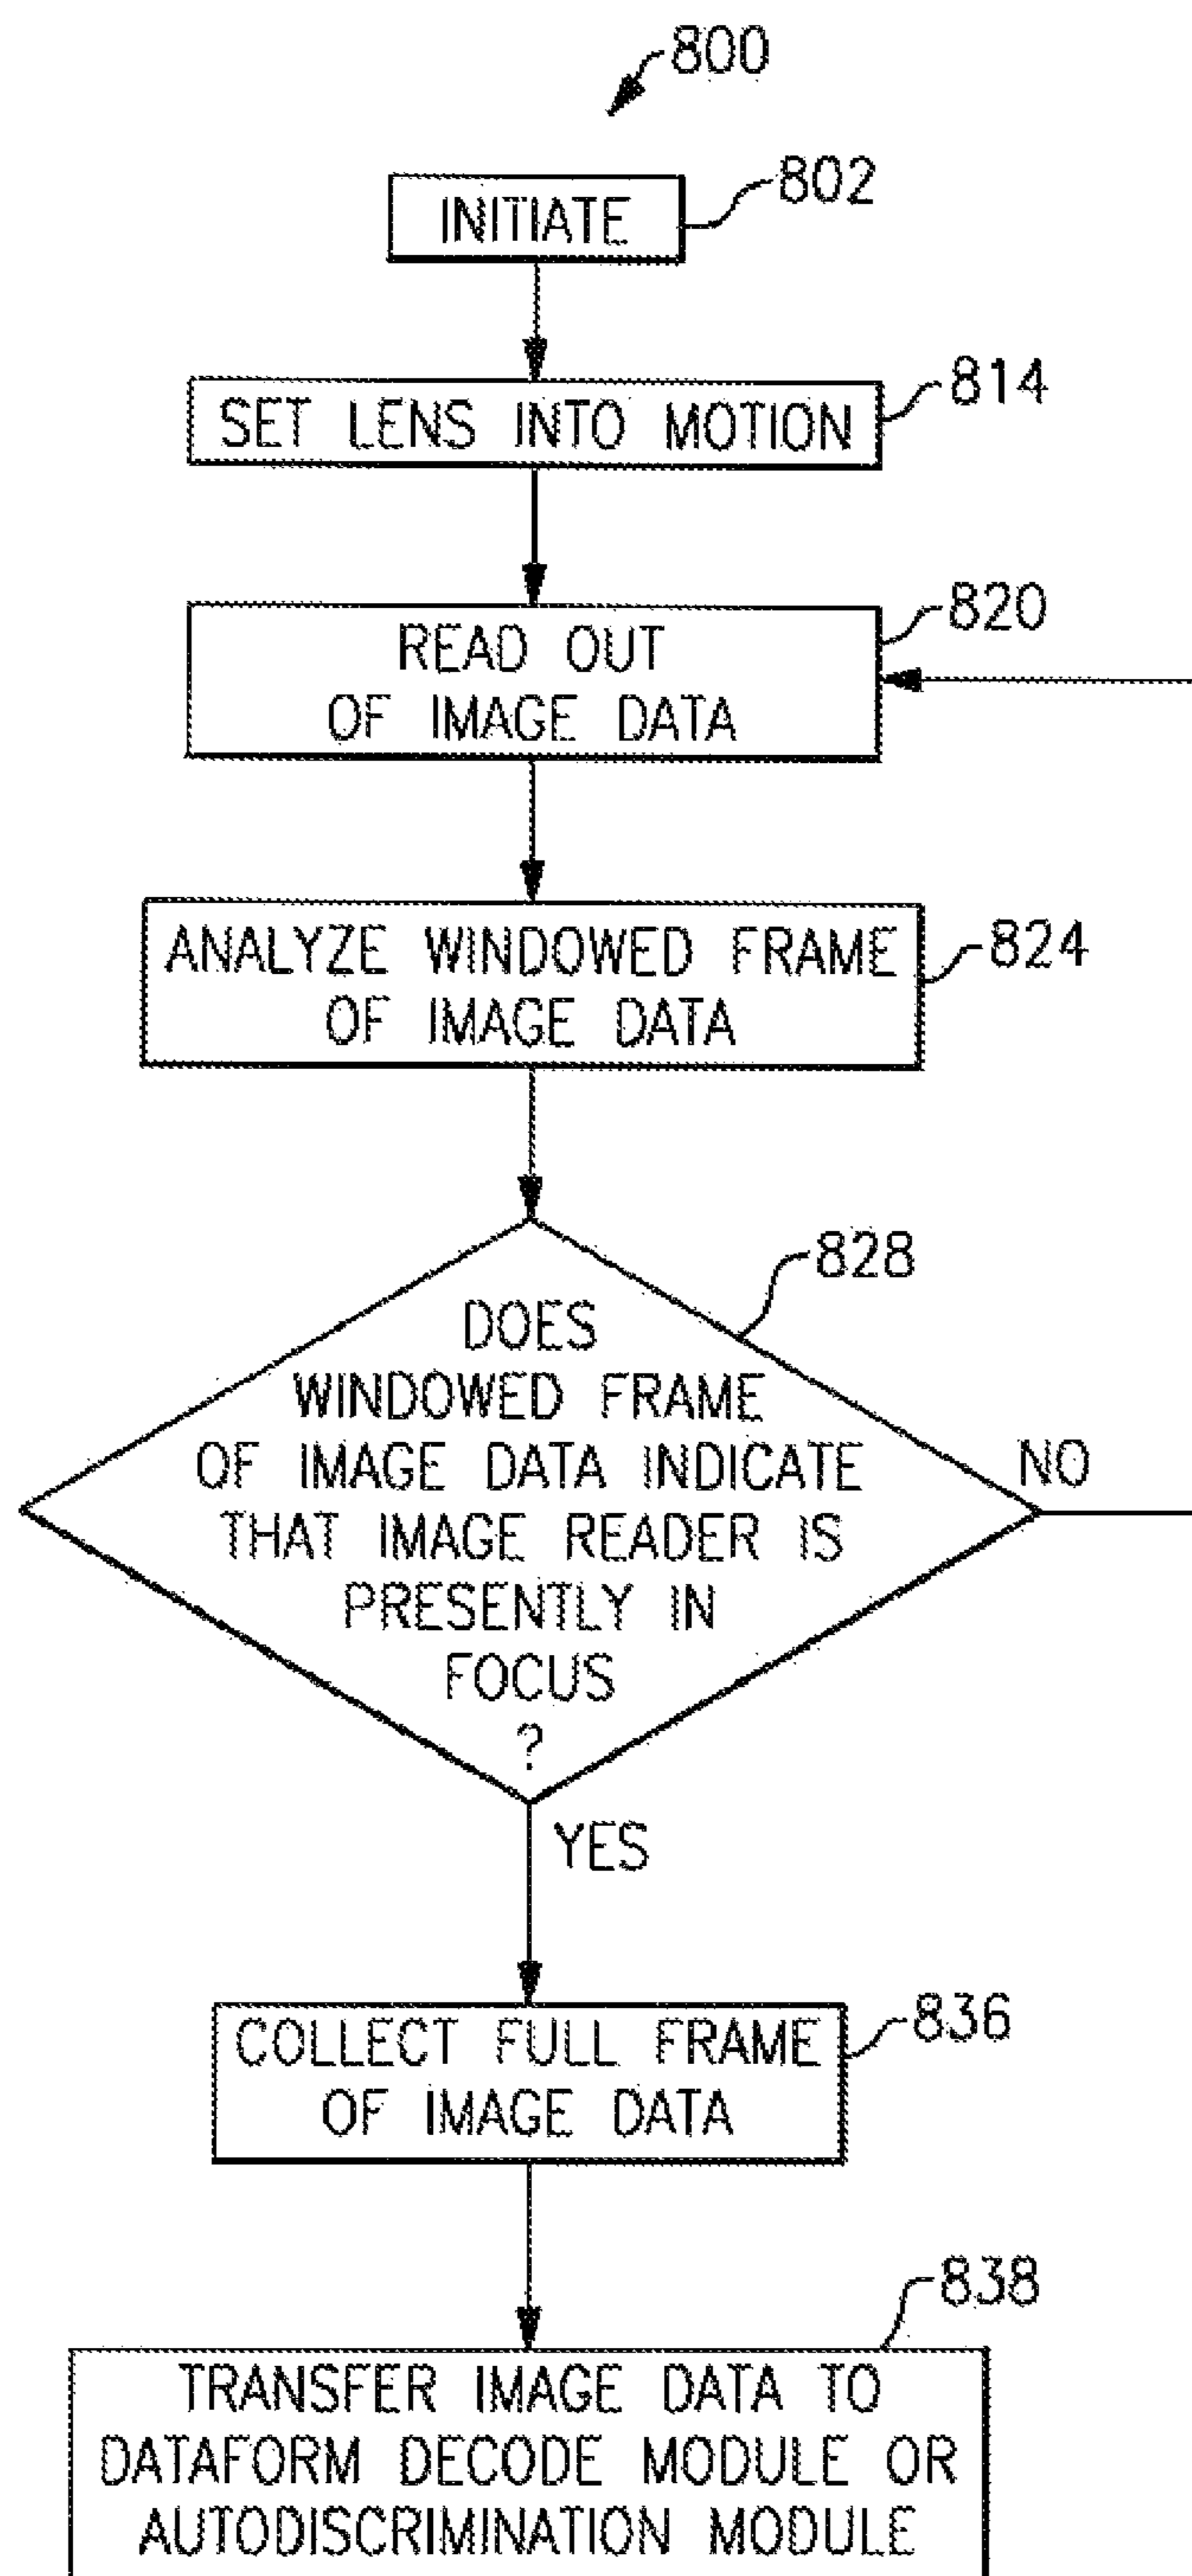 800
802
INITIATE
814
SET LENS INTO MOTION
820
READ OUT
OF IMAGE DATA
824
ANALYZE WINDOWED FRAME
OF IMAGE DATA
828
DOES
WINDOWED FRAME
OF IMAGE DATA INDICATE
THAT IMAGE READER IS
PRESENTLY IN
FOCUS
?
NO
YES
836
COLLECT FULL FRAME
OF IMAGE DATA
838
TRANSFER IMAGE DATA TO
DATAFORM DECODE MODULE OR
AUTODISCRIMINATION MODULE